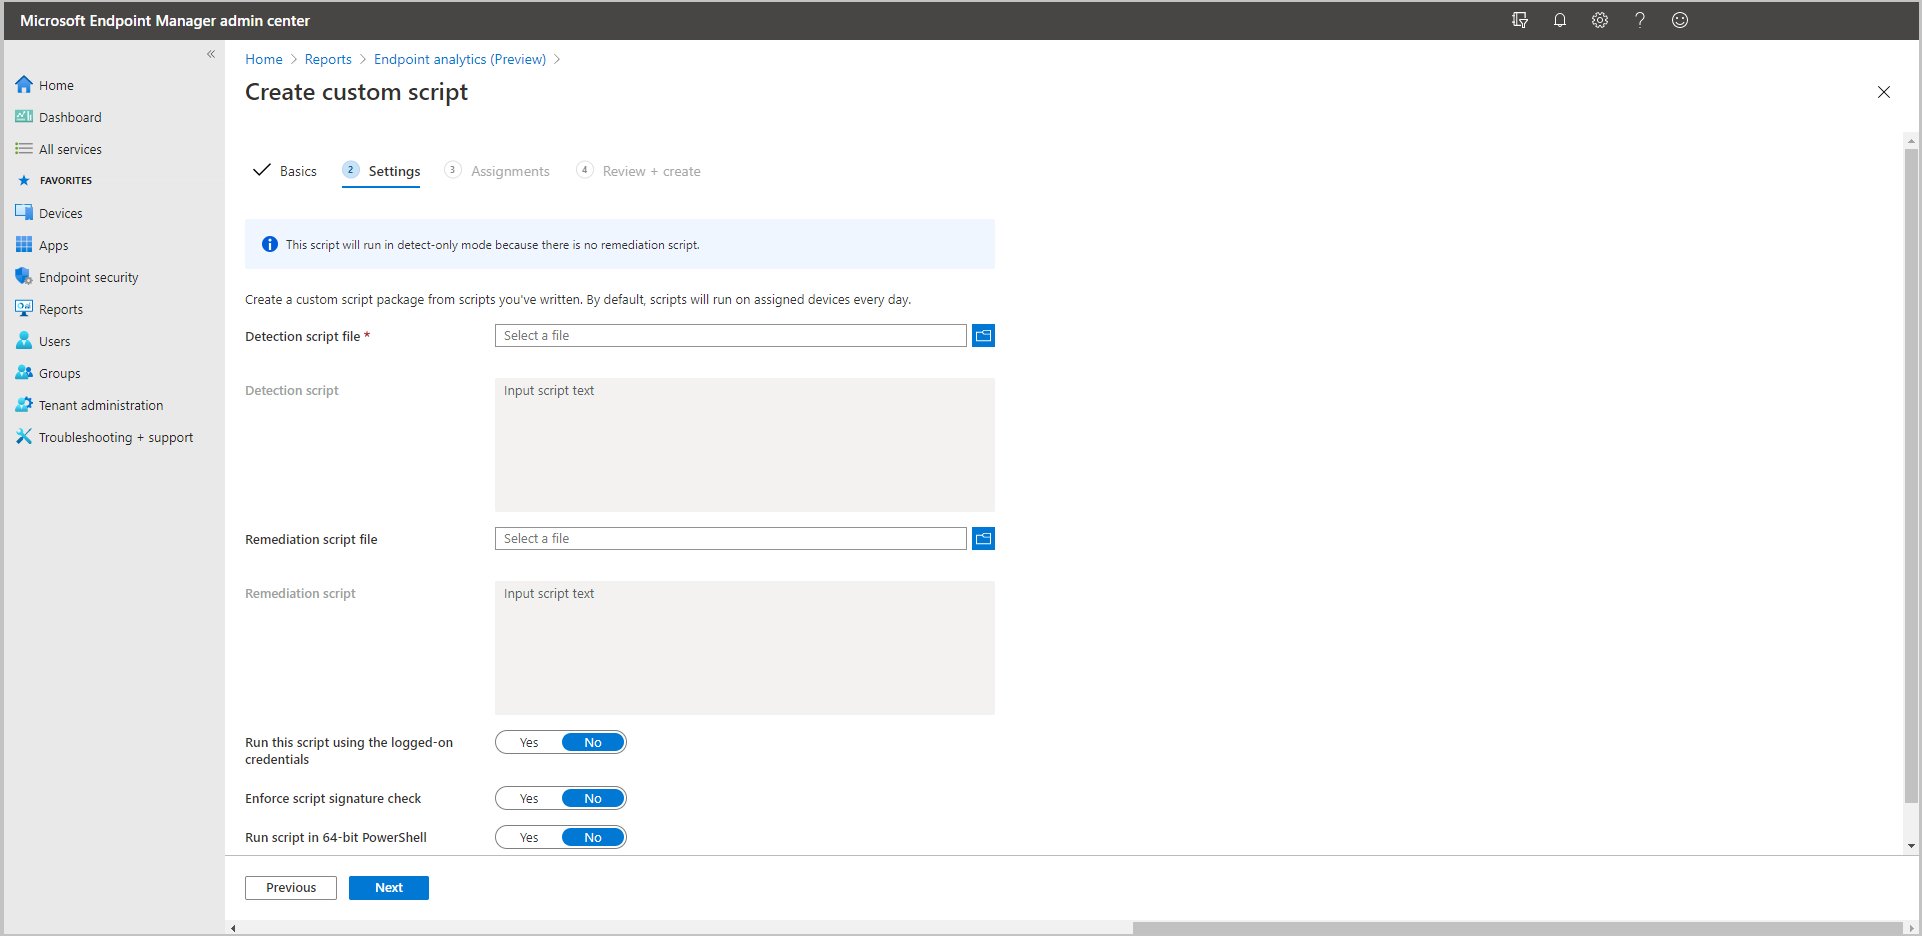 Microsoft Endpoint Manager admin center
Home
Dashboard
All services
FAVORITES
Devices
Apps
Endpoint security
Reports
Users
Groups
Tenant administration
Troubleshooting + support
Home > Reports > Endpoint analytics (Preview) >
Create custom script
Basics 2 Settings 3 Assignments 4 Review + create
This script will run in detect-only mode because there is no remediation script.
Create a custom script package from scripts you've written. By default, scripts will run on assigned devices every day.
Detection script file * Select a file
Detection script Input script text
Remediation script file Select a file
Remediation script Input script text
Run this script using the logged-on Yes No
credentials
Enforce script signature check Yes No
Run script in 64-bit PowerShell Yes No
Previous Next